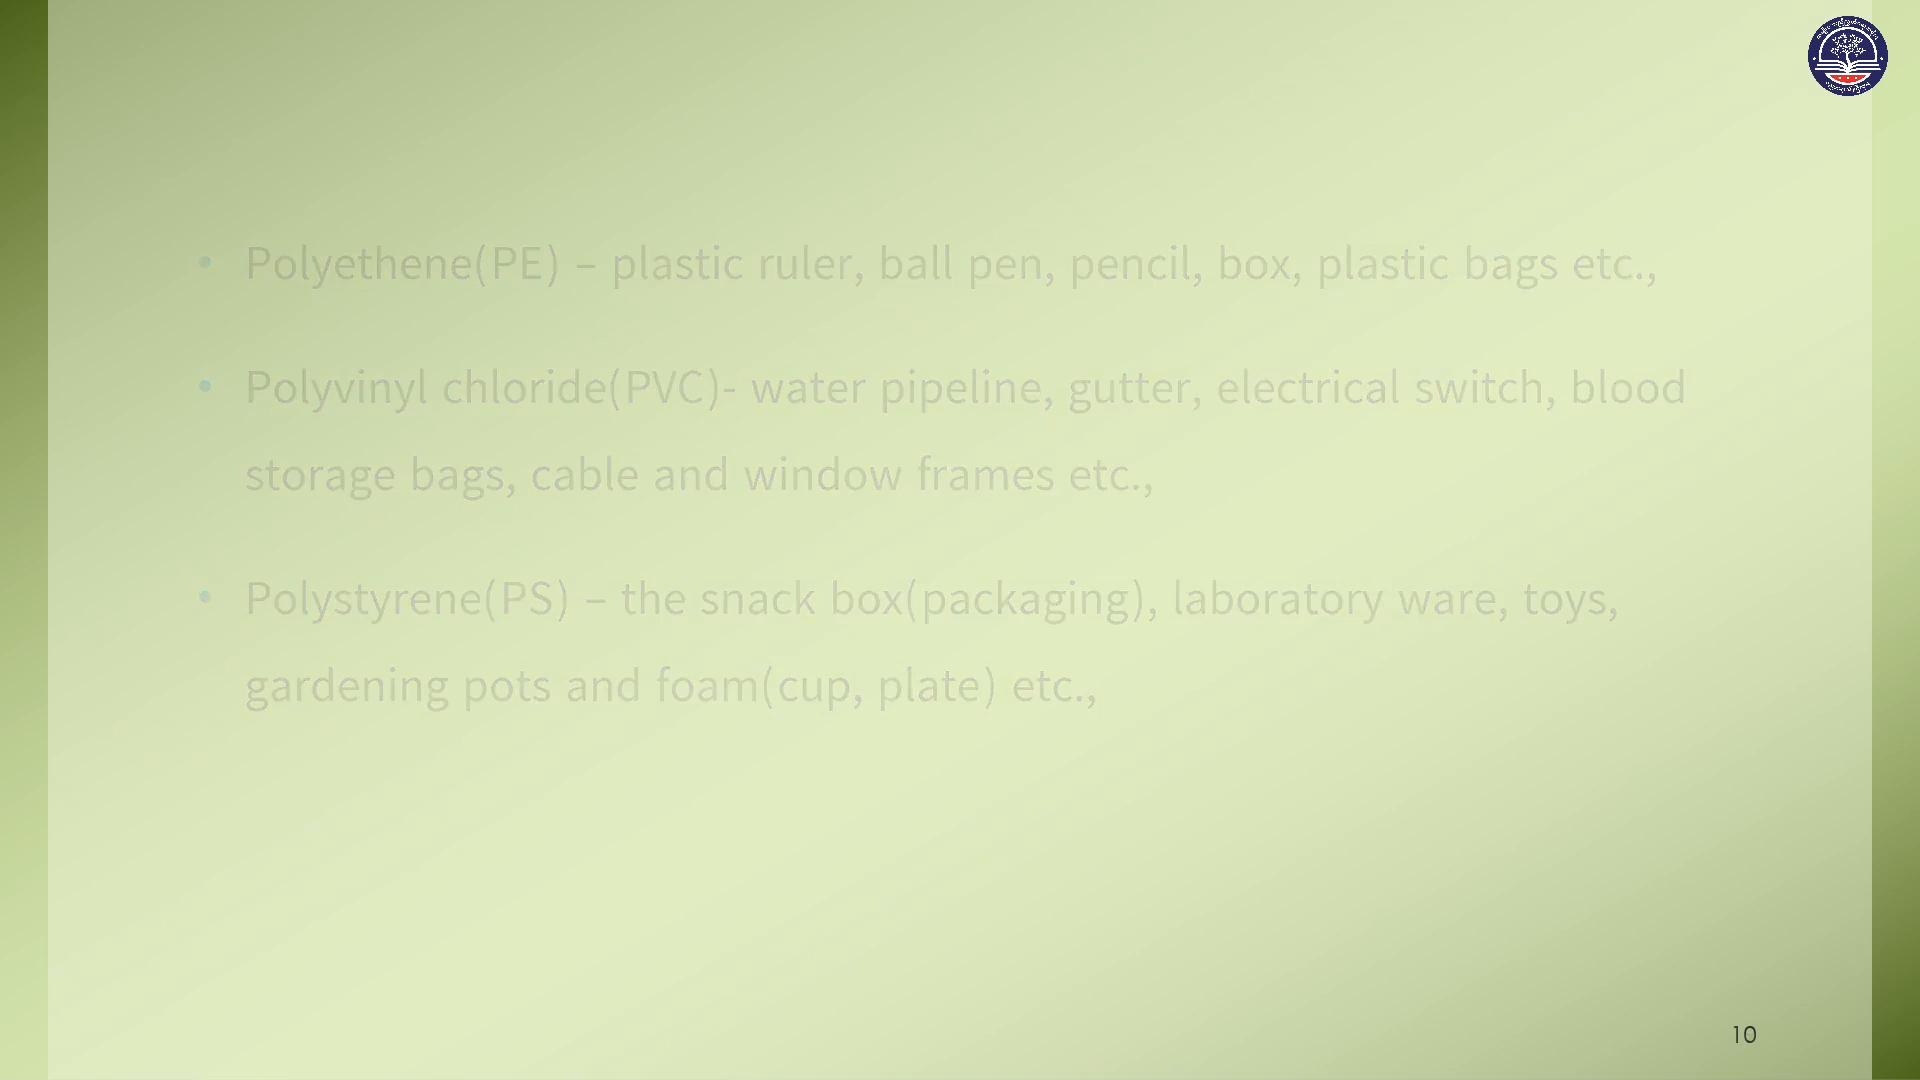 • Polyethene(PE) – plastic ruler, ball pen, pencil, box, plastic bags etc.,
• Polyvinyl chloride(PVC)- water pipeline, gutter, electrical switch, blood
storage bags, cable and window frames etc.,
• Polystyrene(PS) – the snack box(packaging), laboratory ware, toys,
gardening pots and foam(cup, plate) etc.,
10